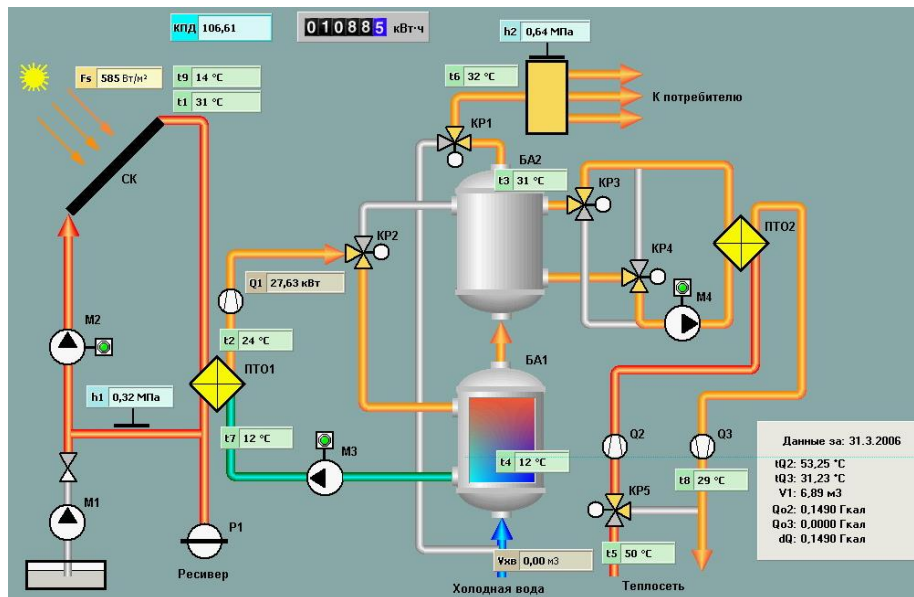 КПД 106,61
010885 кВт·ч
h2 0,64 МПа
Fs 585 Вт/м²
t9 14 °C
t1 31 °C
t6 32 °C
К потребителю
КР1
СК
БА2
t3 31 °C
КР3
КР2
КР4
ПТО2
Q1 27,63 кВт
М4
М2
t2 24 °C
ПТО1
БА1
h1 0,32 МПа
t7 12 °C
М3
t4 12 °C
Q2
Q3
t8 29 °C
КР5
М1
Р1
Ресивер
Vхв 0,00 м3
t5 50 °C
Холодная вода
Теплосеть
Данные за: 31.3.2006
tQ2: 53,25 °C
tQ3: 31,23 °C
V1: 6,89 м3
Qo2: 0,1490 Гкал
Qo3: 0,0000 Гкал
dQ: 0,1490 Гкал